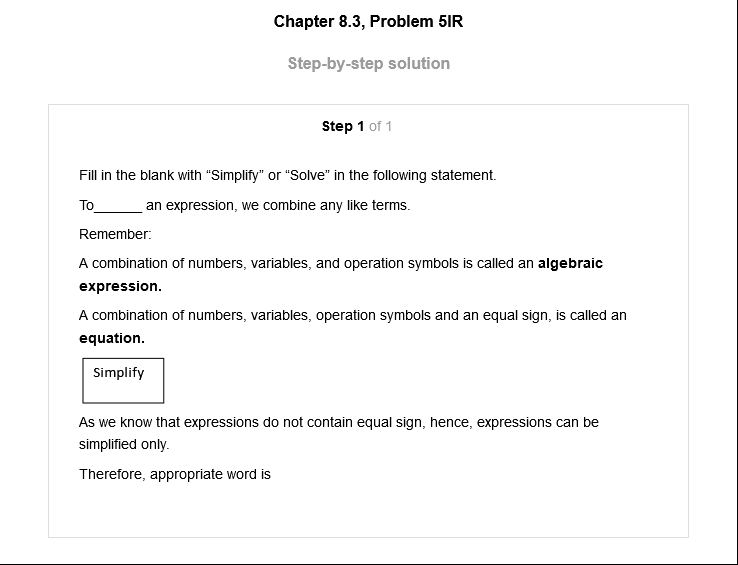 Chapter 8.3, Problem 5IR
Step-by-step solution
Step 1 of 1
Fill in the blank with “Simplify” or “Solve” in the following statement.
To______ an expression, we combine any like terms.
Remember:
A combination of numbers, variables, and operation symbols is called an algebraic
expression.
A combination of numbers, variables, operation symbols and an equal sign, is called an
equation.
Simplify
As we know that expressions do not contain equal sign, hence, expressions can be
simplified only.
Therefore, appropriate word is